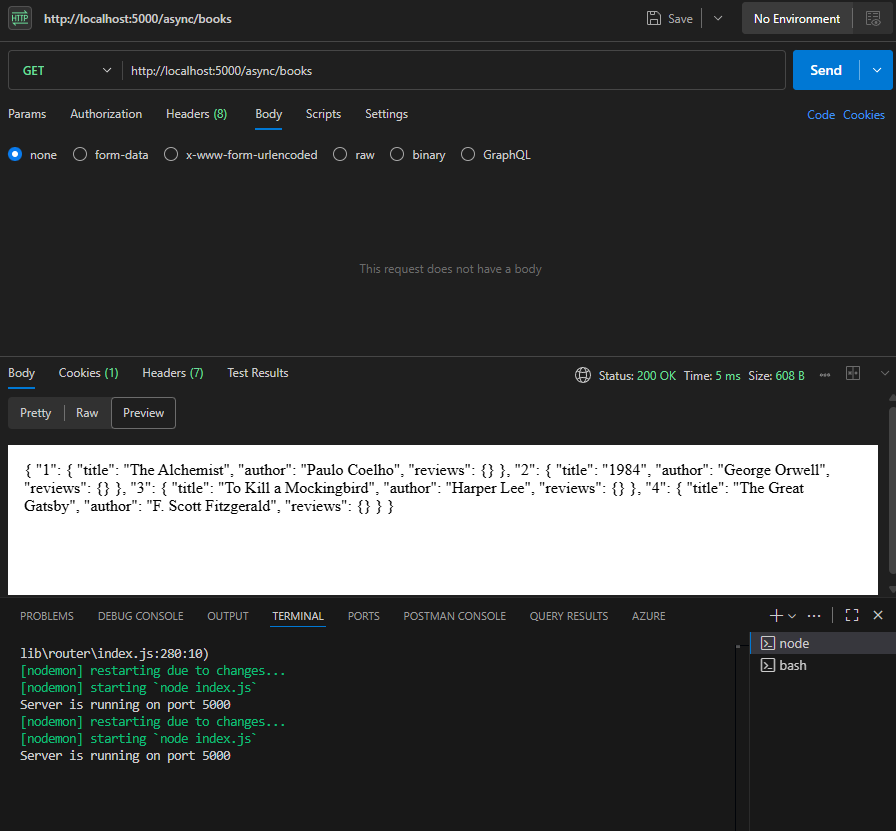 HTTP http://localhost:5000/async/books Save No Environment
GET http://localhost:5000/async/books Send
Params Authorization Headers (8) Body Scripts Settings Code Cookies
none form-data x-www-form-urlencoded raw binary GraphQL
This request does not have a body
Body Cookies (1) Headers (7) Test Results Status: 200 OK Time: 5 ms Size: 608 B
Pretty Raw Preview
{ "1": { "title": "The Alchemist", "author": "Paulo Coelho", "reviews": {} }, "2": { "title": "1984", "author": "George Orwell",
"reviews": {} }, "3": { "title": "To Kill a Mockingbird", "author": "Harper Lee", "reviews": {} }, "4": { "title": "The Great
Gatsby", "author": "F. Scott Fitzgerald", "reviews": {} } }
PROBLEMS DEBUG CONSOLE OUTPUT TERMINAL PORTS POSTMAN CONSOLE QUERY RESULTS AZURE
lib\router\index.js:280:10)
[nodemon] restarting due to changes...
[nodemon] starting `node index.js`
Server is running on port 5000
[nodemon] restarting due to changes...
[nodemon] starting `node index.js`
Server is running on port 5000
node
bash